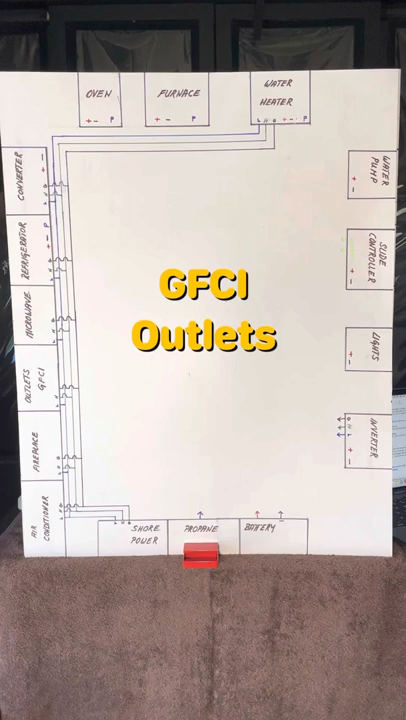 OVEN
+ - P
FURNACE
+ - P
WATER
HEATER
L N G + - P
CONVERTER
+ -
REFRIGERATOR
+ - P
MICROWAVE
OUTLETS
GFCI
FIREPLACE
AIR
CONDITIONER
GFCI
Outlets
WATER
PUMP
+ -
SLIDE
CONTROLLER
+ -
LIGHTS
+ -
INVERTER
G N L + -
SHORE
POWER
PROPANE
BATTERY